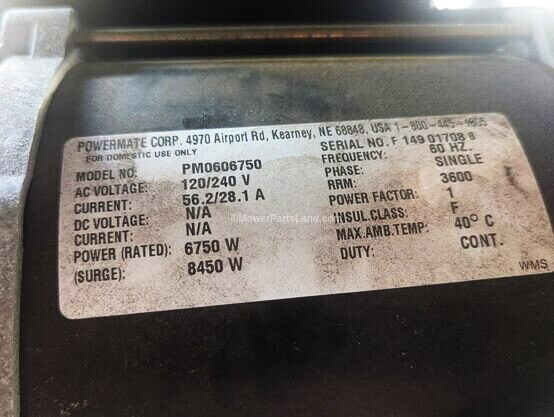 POWERMATE CORP. 4970 Airport Rd, Kearney, NE 68848, USA 1-800-445-1805
FOR DOMESTIC USE ONLY
MODEL NO: PM0606750
AC VOLTAGE: 120/240 V
CURRENT: 56.2/28.1 A
DC VOLTAGE: N/A
CURRENT: N/A
POWER (RATED): 6750 W
(SURGE): 8450 W
SERIAL NO. F 149 01708
FREQUENCY: 60 HZ.
PHASE: SINGLE
RRM: 3600
POWER FACTOR: 1
INSUL.CLASS: F
MAX.AMB.TEMP: 40° C
DUTY: CONT.
WMS
©MowerPartsLand.com